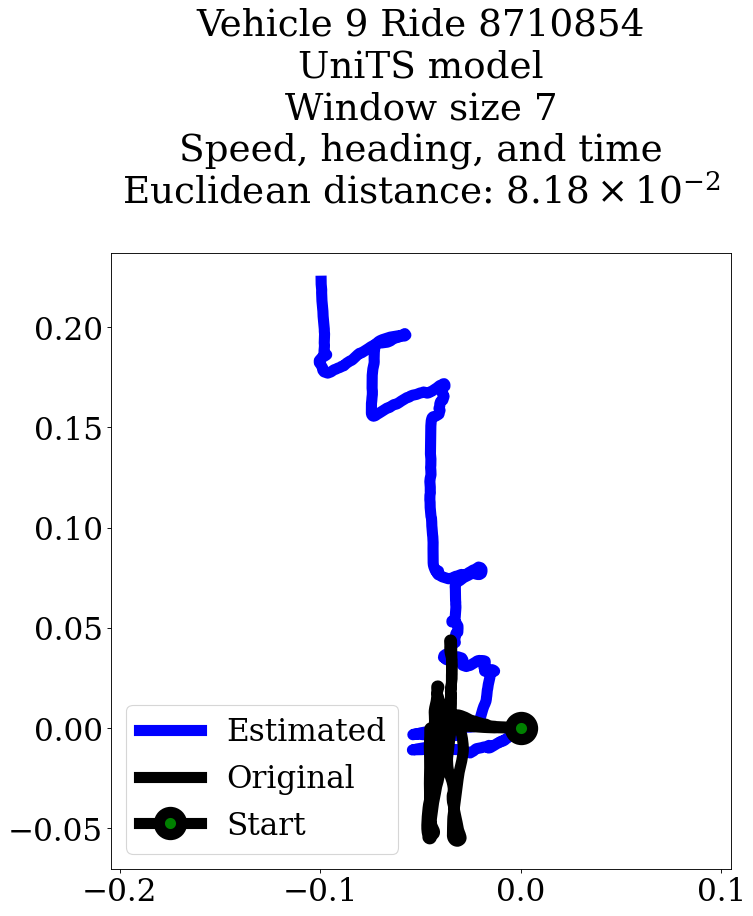 Vehicle 9 Ride 8710854
UniTS model
Window size 7
Speed, heading, and time
Euclidean distance: 8.18 × 10⁻²
0.20
0.15
0.10
0.05
0.00
−0.05
Estimated
Original
Start
−0.2
−0.1
0.0
0.1